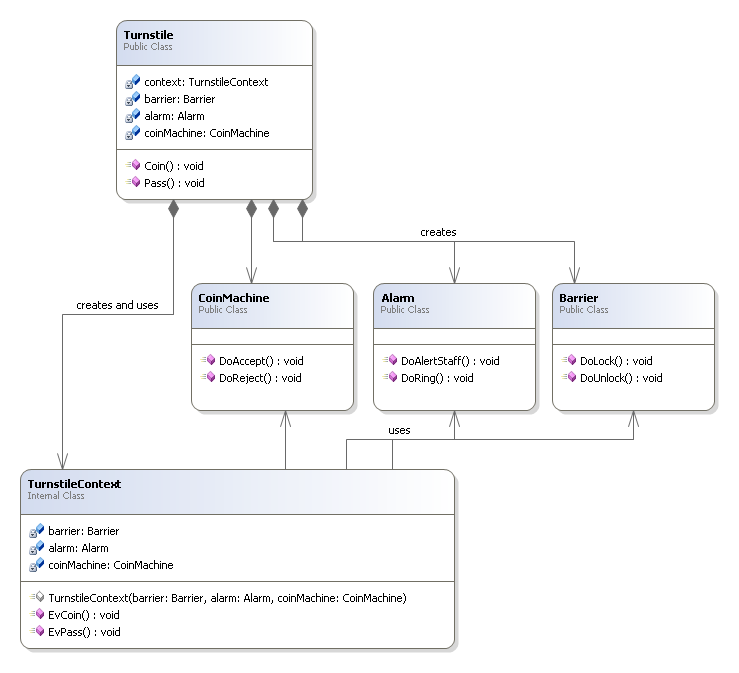 Turnstile
Public Class
context: TurnstileContext
barrier: Barrier
alarm: Alarm
coinMachine: CoinMachine
Coin() : void
Pass() : void
creates
creates and uses
CoinMachine
Public Class
DoAccept() : void
DoReject() : void
Alarm
Public Class
DoAlertStaff() : void
DoRing() : void
Barrier
Public Class
DoLock() : void
DoUnlock() : void
uses
TurnstileContext
Internal Class
barrier: Barrier
alarm: Alarm
coinMachine: CoinMachine
TurnstileContext(barrier: Barrier, alarm: Alarm, coinMachine: CoinMachine)
EvCoin() : void
EvPass() : void